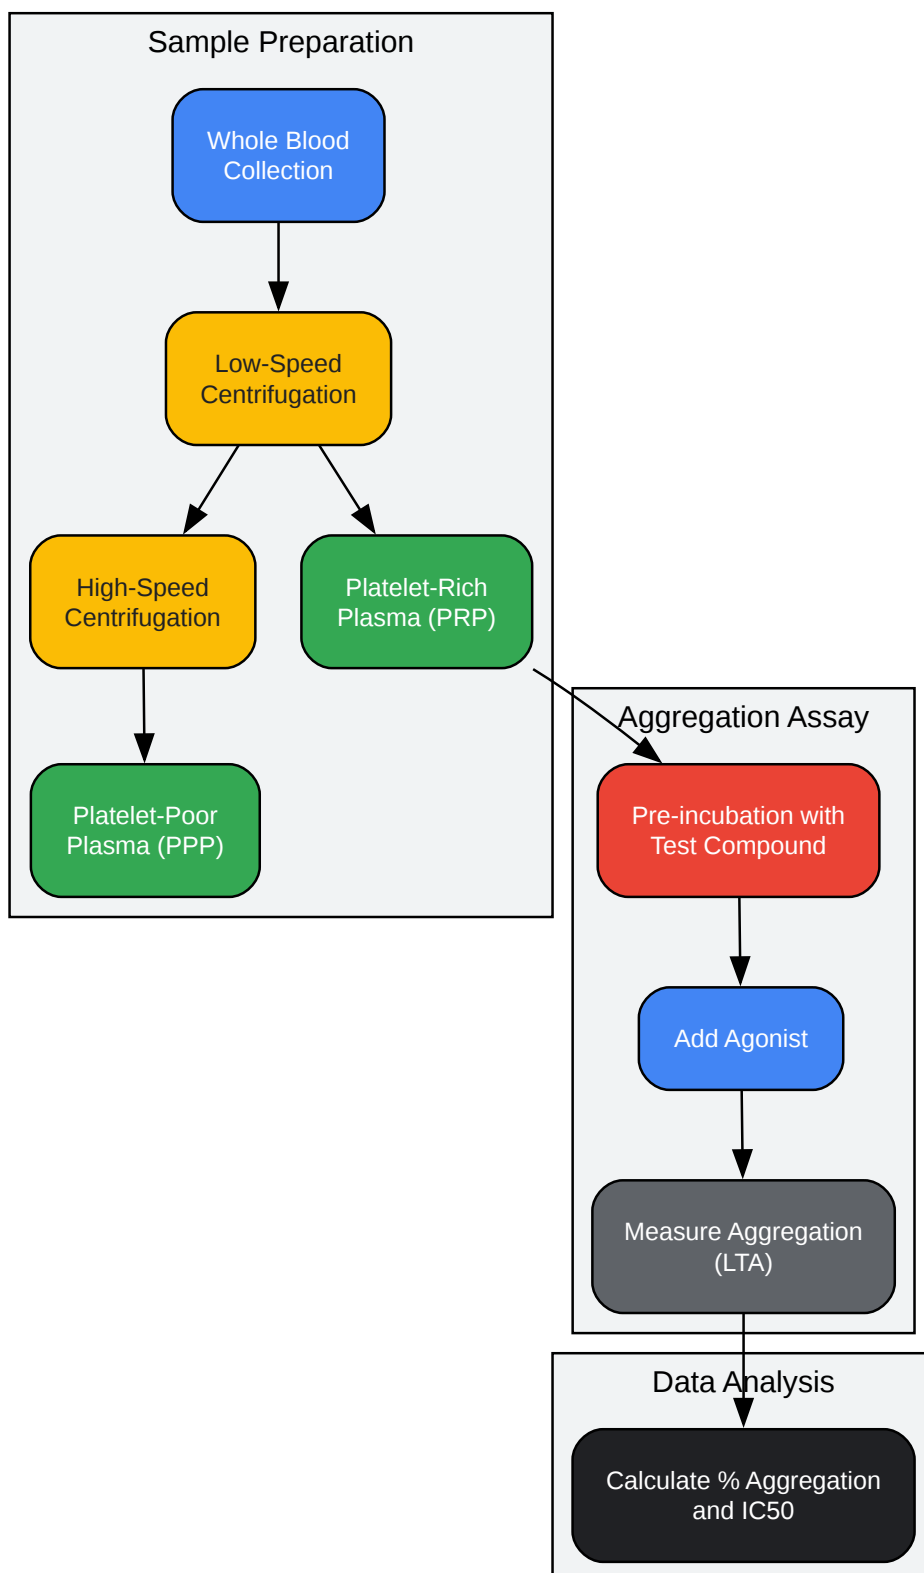 Sample Preparation
Whole Blood
Collection
Low-Speed
Centrifugation
High-Speed
Centrifugation
Platelet-Rich
Plasma (PRP)
Platelet-Poor
Plasma (PPP)
Aggregation Assay
Pre-incubation with
Test Compound
Add Agonist
Measure Aggregation
(LTA)
Data Analysis
Calculate % Aggregation
and IC50